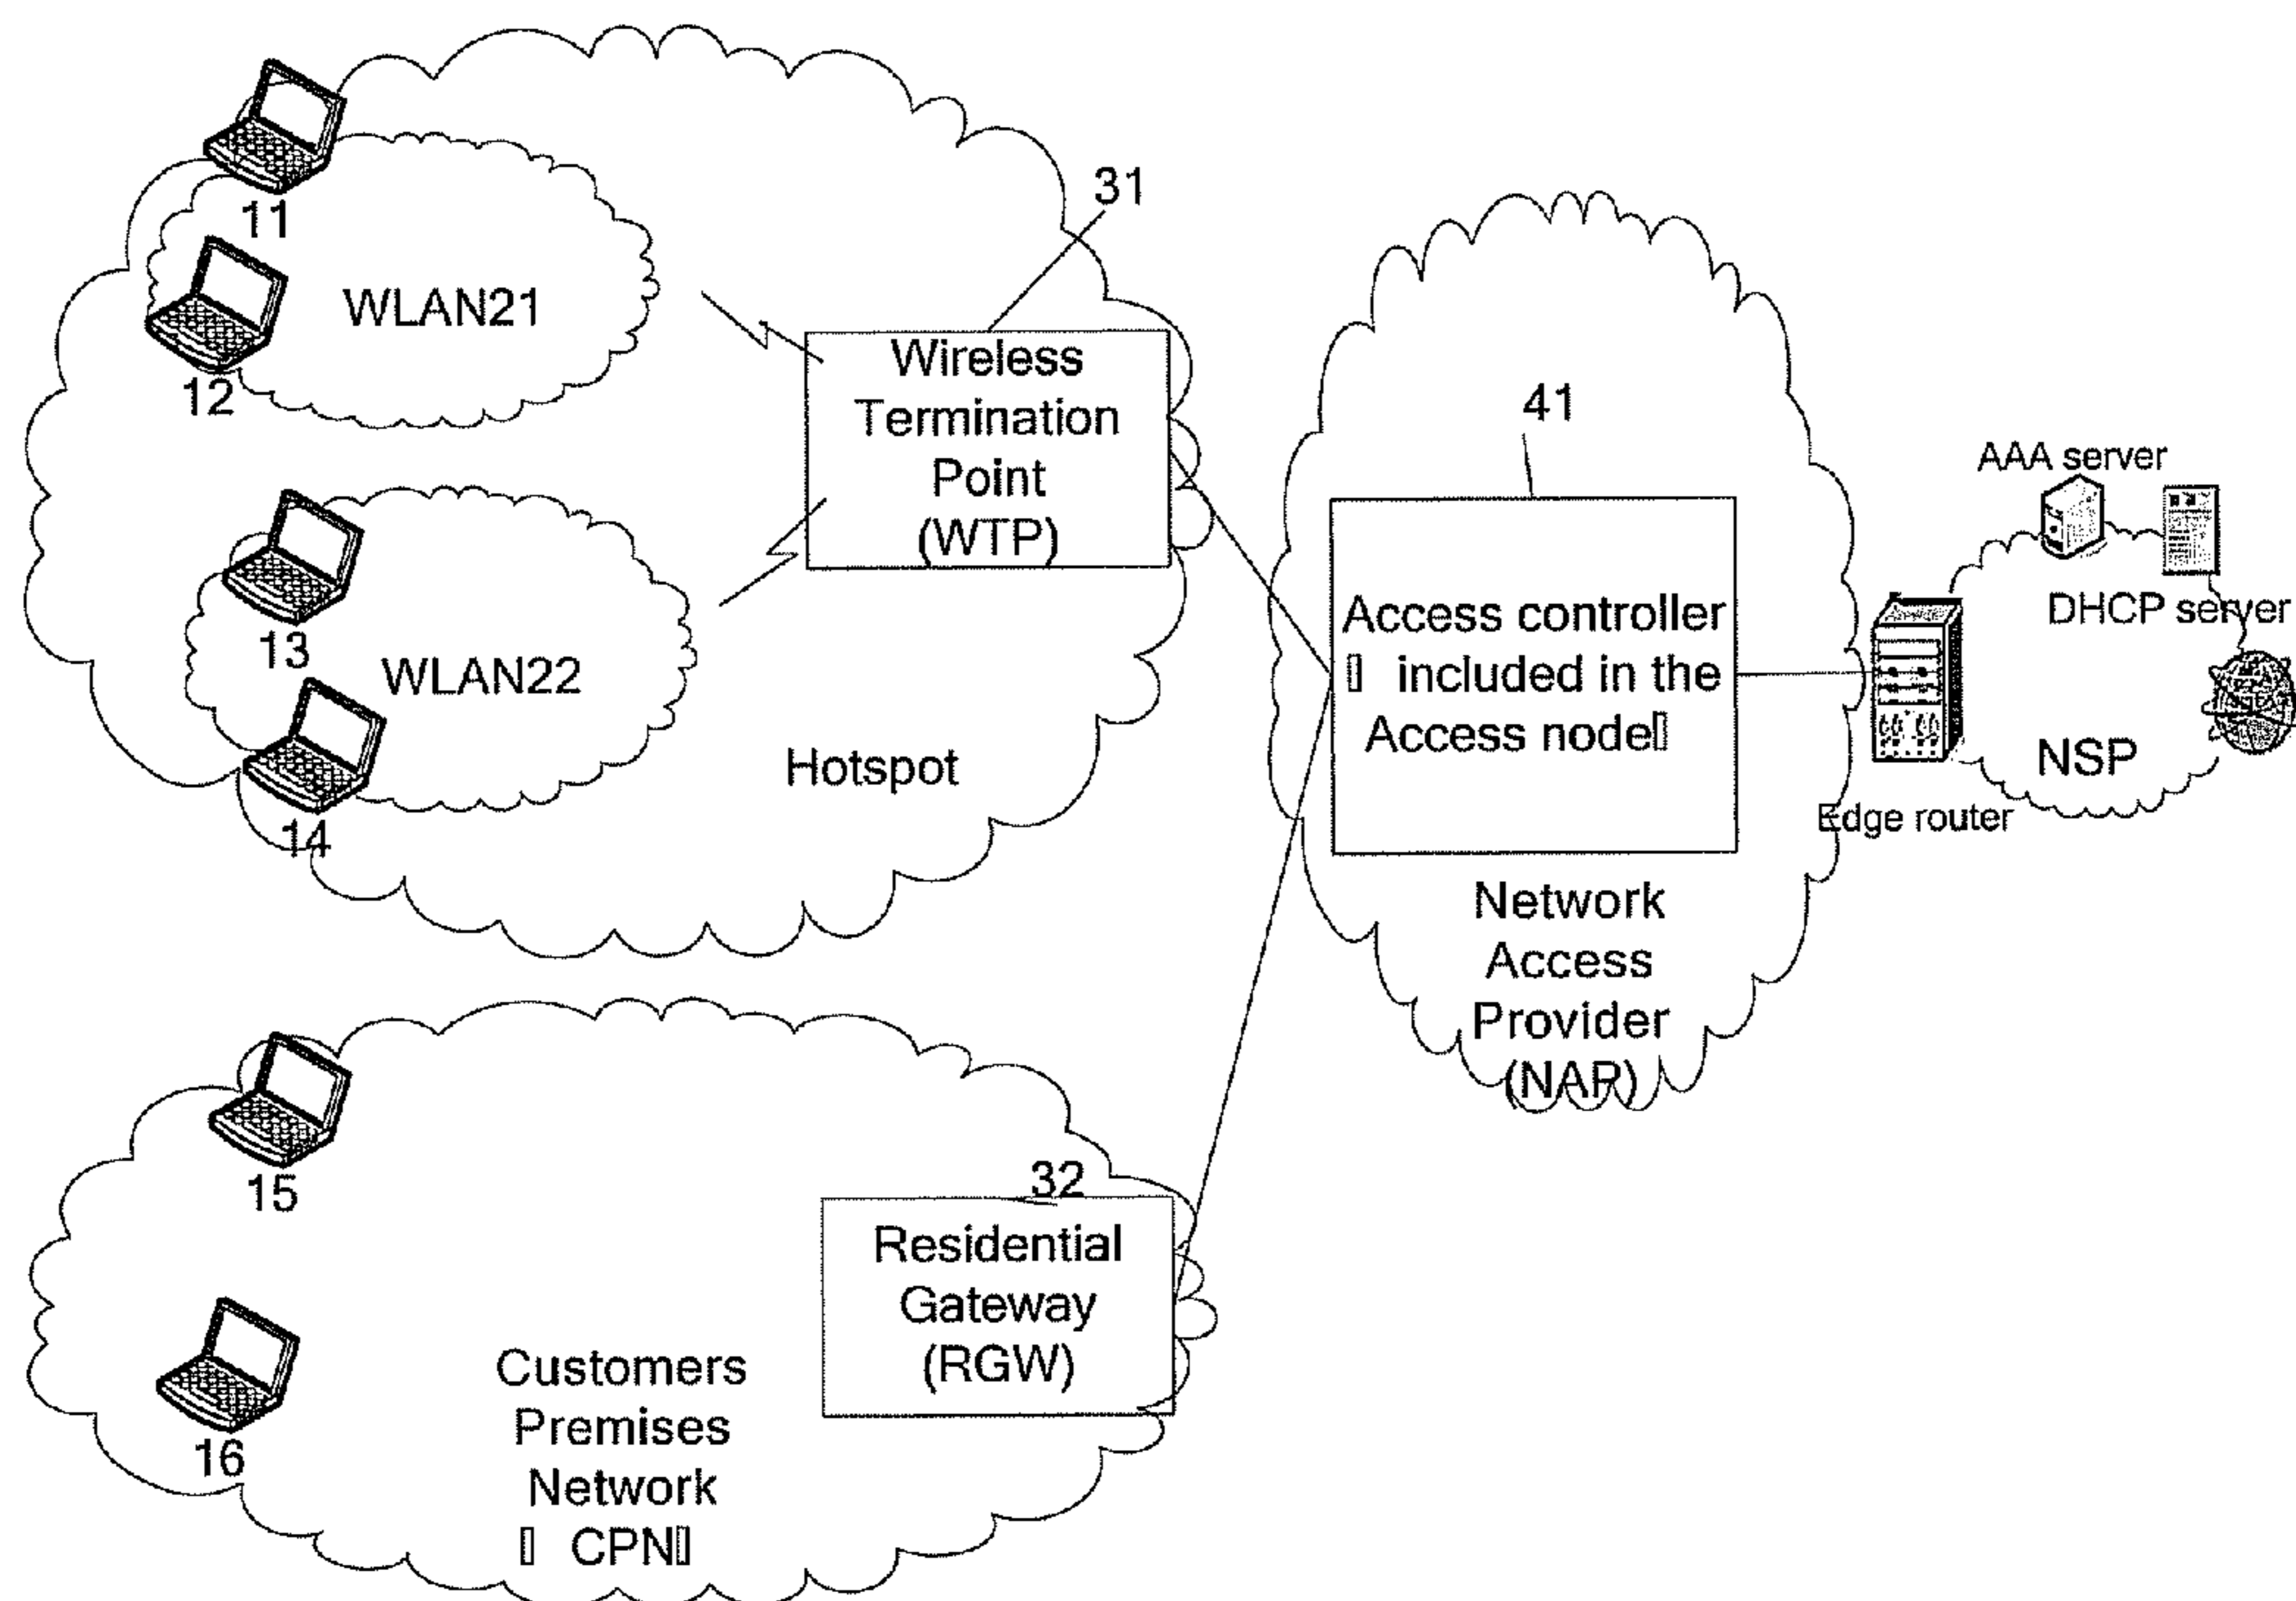 11
WLAN21
12
31
Wireless
Termination
Point
(WTP)
13
WLAN22
14
Hotspot
41
Access controller
included in the
Access node
Network
Access
Provider
(NAP)
AAA server
DHCP server
NSP
Edge router
15
16
32
Residential
Gateway
(RGW)
Customers
Premises
Network
CPN